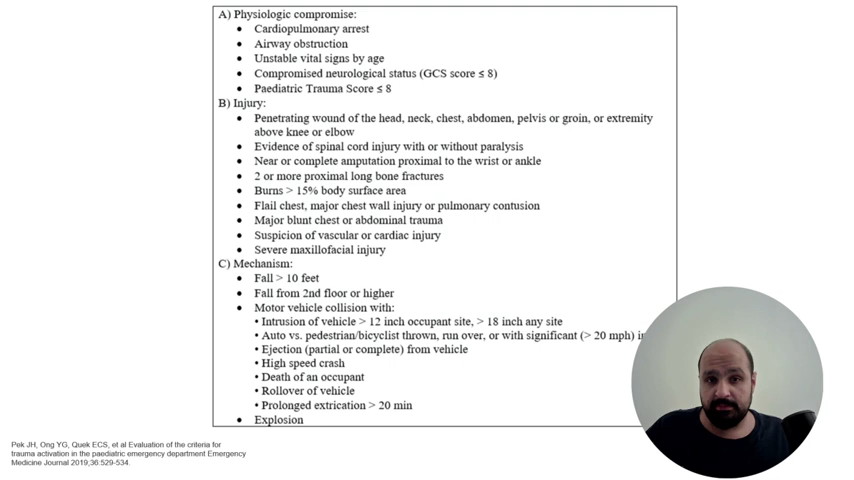 A) Physiologic compromise:
• Cardiopulmonary arrest
• Airway obstruction
• Unstable vital signs by age
• Compromised neurological status (GCS score ≤ 8)
• Paediatric Trauma Score ≤ 8
B) Injury:
• Penetrating wound of the head, neck, chest, abdomen, pelvis or groin, or extremity
above knee or elbow
• Evidence of spinal cord injury with or without paralysis
• Near or complete amputation proximal to the wrist or ankle
• 2 or more proximal long bone fractures
• Burns > 15% body surface area
• Flail chest, major chest wall injury or pulmonary contusion
• Major blunt chest or abdominal trauma
• Suspicion of vascular or cardiac injury
• Severe maxillofacial injury
C) Mechanism:
• Fall > 10 feet
• Fall from 2nd floor or higher
• Motor vehicle collision with:
• Intrusion of vehicle > 12 inch occupant site, > 18 inch any site
• Auto vs. pedestrian/bicyclist thrown, run over, or with significant (> 20 mph)
• Ejection (partial or complete) from vehicle
• High speed crash
• Death of an occupant
• Rollover of vehicle
• Prolonged extrication > 20 min
• Explosion
Pek JH, Ong YG, Quek ECS, et al Evaluation of the criteria for
trauma activation in the paediatric emergency department Emergency
Medicine Journal 2019;36:529-534.